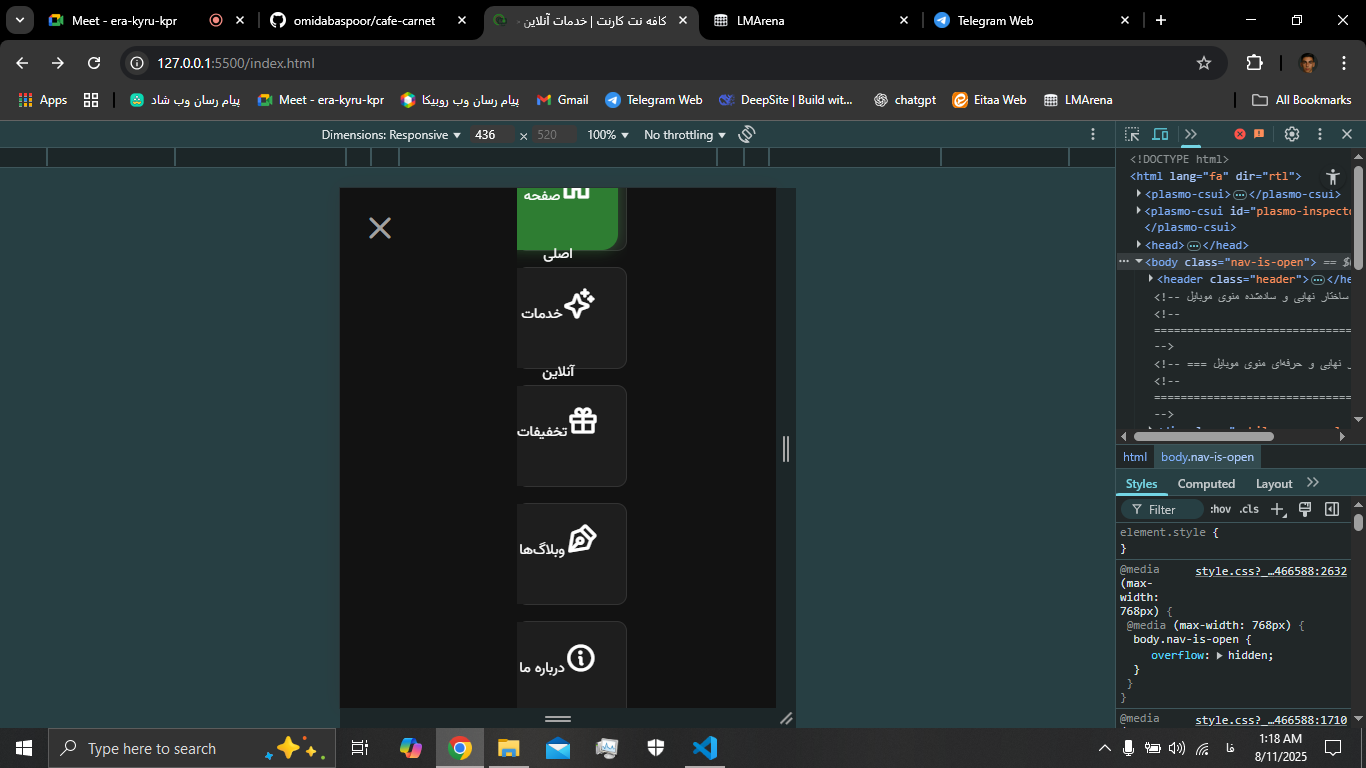 Meet - era-kyru-kpr
omidabaspoor/cafe-carnet
کافه نت کارنت | خدمات آنلاین
LMArena
Telegram Web
127.0.0.1:5500/index.html
Apps
پیام رسان وب شاد
Meet - era-kyru-kpr
پیام رسان وب روبیکا
Gmail
Telegram Web
DeepSite | Build wit...
chatgpt
Eitaa Web
LMArena
All Bookmarks
Dimensions: Responsive
436
×
520
100%
No throttling
صفحه
اصلی
خدمات
آنلاین
تخفیفات
وبلاگ‌ها
درباره ما
<!DOCTYPE html>
<html lang="fa" dir="rtl">
<plasmo-csui>…</plasmo-csui>
<plasmo-csui id="plasmo-inspecto
</plasmo-csui>
<head>…</head>
<body class="nav-is-open"> == $
<header class="header">…</he
<!-- ساختار نهایی و ساده‌شده منوی موبایل
<!--
==============================
-->
<!-- === نهایی و حرفه‌ای منوی موبایل
<!--
==============================
-->
html
body.nav-is-open
Styles
Computed
Layout
Filter
:hov
.cls
element.style {
}
@media
style.css?_…466588:2632
(max-
width:
768px) {
@media (max-width: 768px) {
body.nav-is-open {
overflow: hidden;
}
}
}
@media
style.css?_…466588:1710
Type here to search
فا
1:18 AM
8/11/2025